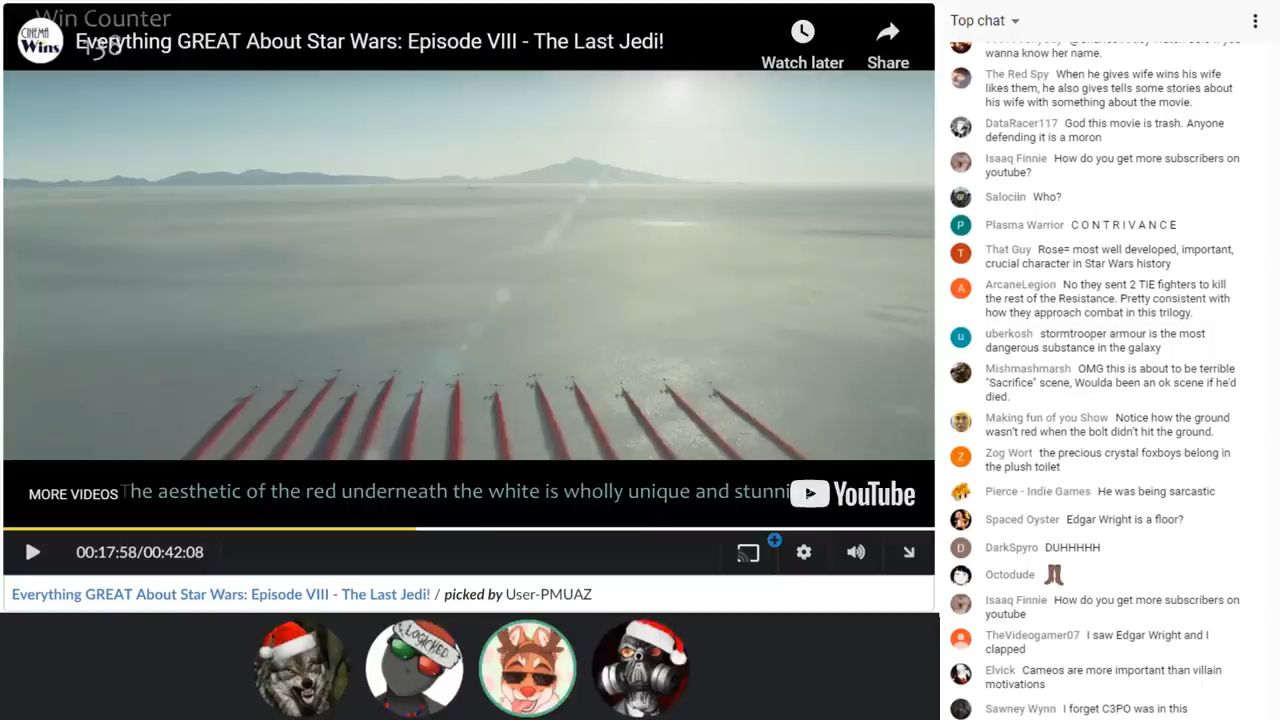 Win Counter
138
CINEMA
Wins
Everything GREAT About Star Wars: Episode VIII - The Last Jedi!
Watch later
Share
MORE VIDEOS
The aesthetic of the red underneath the white is wholly unique and stunni
YouTube
00:17:58/00:42:08
Everything GREAT About Star Wars: Episode VIII - The Last Jedi! / picked by User-PMUAZ
LOGICKED
Top chat
wanna know her name.
The Red Spy When he gives wife wins his wife
likes them, he also gives tells some stories about
his wife with something about the movie.
DataRacer117 God this movie is trash. Anyone
defending it is a moron
Isaaq Finnie How do you get more subscribers on
youtube?
Salociin Who?
P
Plasma Warrior C O N T R I V A N C E
T
That Guy Rose= most well developed, important,
crucial character in Star Wars history
A
ArcaneLegion No they sent 2 TIE fighters to kill
the rest of the Resistance. Pretty consistent with
how they approach combat in this trilogy.
u
uberkosh stormtrooper armour is the most
dangerous substance in the galaxy
Mishmashmarsh OMG this is about to be terrible
"Sacrifice" scene, Woulda been an ok scene if he'd
died.
Making fun of you Show Notice how the ground
wasn't red when the bolt didn't hit the ground.
Z
Zog Wort the precious crystal foxboys belong in
the plush toilet
Pierce - Indie Games He was being sarcastic
Spaced Oyster Edgar Wright is a floor?
D
DarkSpyro DUHHHHH
Octodude
Isaaq Finnie How do you get more subscribers on
youtube
TheVideogamer07 I saw Edgar Wright and I
clapped
Elvick Cameos are more important than villain
motivations
Sawney Wynn I forget C3PO was in this